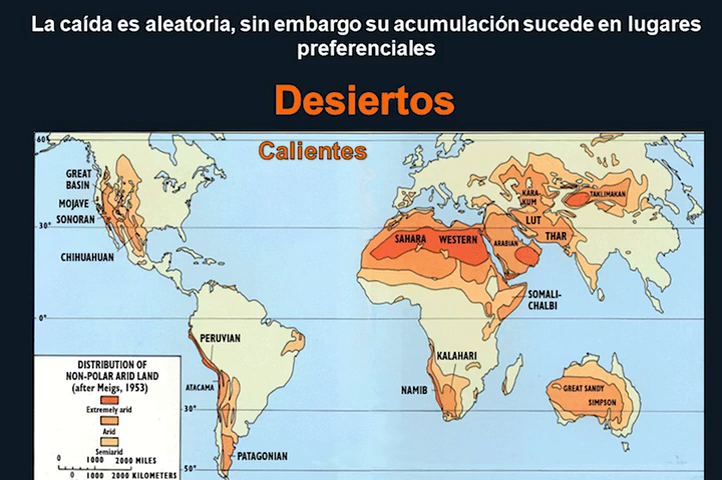 La caída es aleatoria, sin embargo su acumulación sucede en lugares
preferenciales
Desiertos
Calientes
60°
GREAT
BASIN
MOJAVE
SONORAN
30°
CHIHUAHUAN
0°
KARA
KUM
TAKLIMAKAN
LUT
THAR
SAHARA
WESTERN
ARABIAN
SOMALI-
CHALBI
PERUVIAN
ATACAMA
30°
PATAGONIAN
50°
KALAHARI
NAMIB
GREAT SANDY
SIMPSON
DISTRIBUTION OF
NON-POLAR ARID LAND
(after Meigs, 1953)
Extremely arid
Arid
Semiarid
0 1000 2000 MILES
0 1000 2000 KILOMETERS